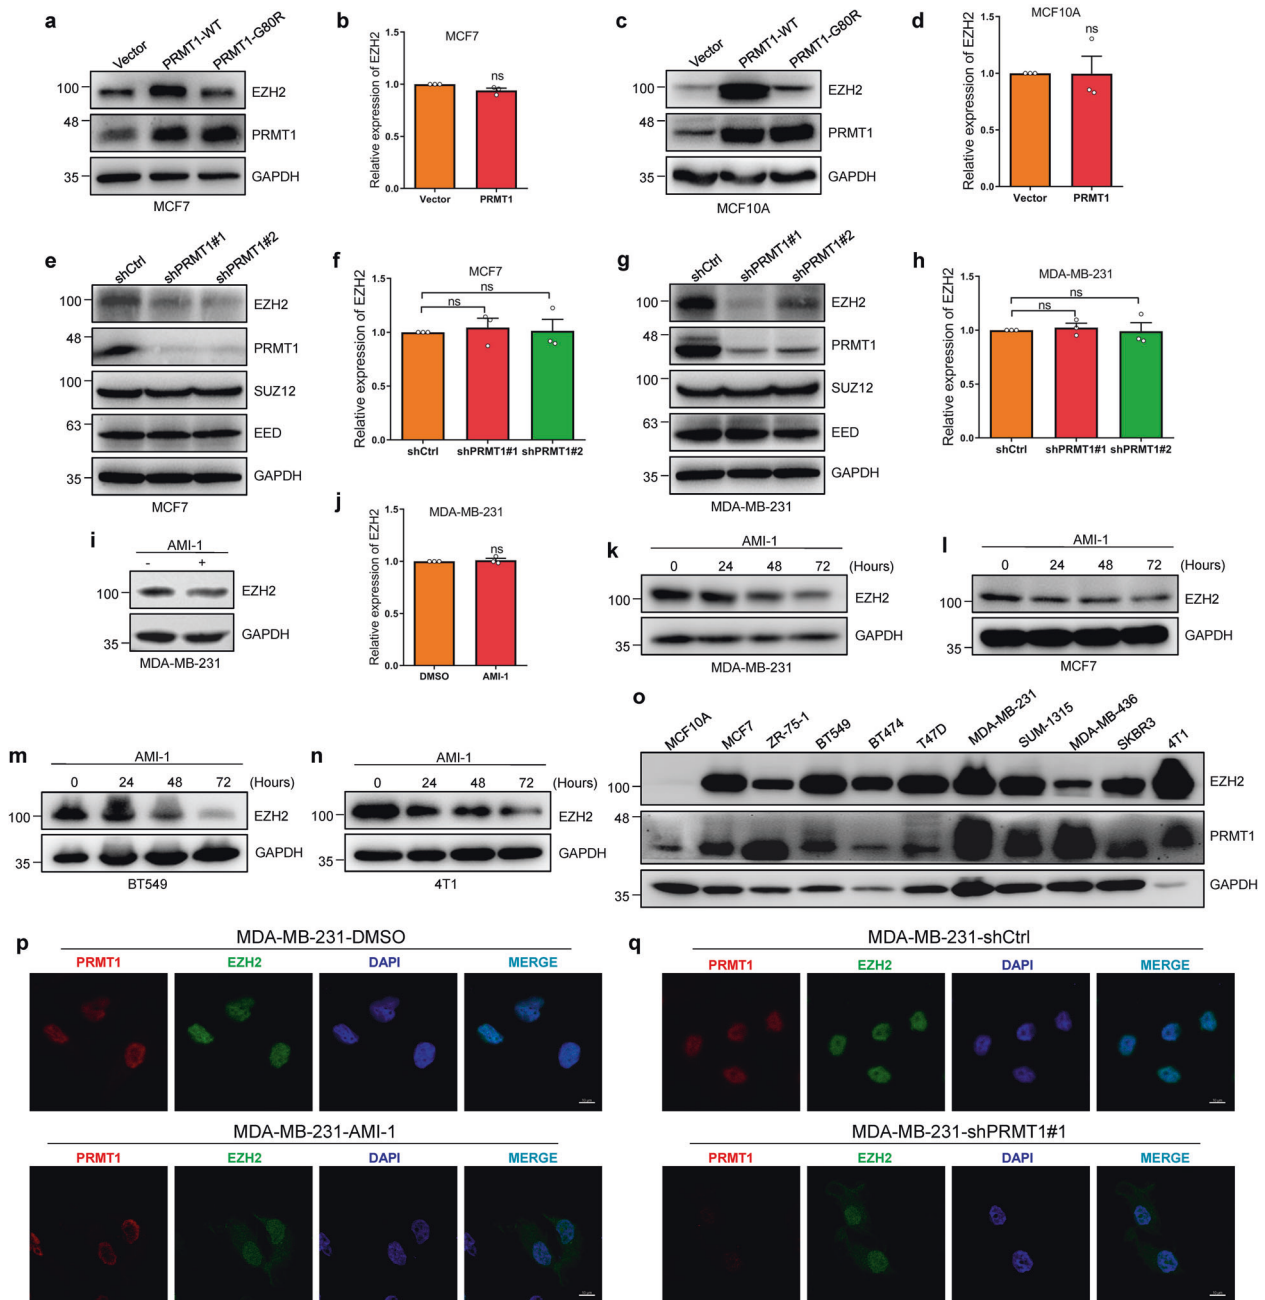 a
Vector
PRMT1-WT
PRMT1-G80R
100
EZH2
48
PRMT1
35
GAPDH
MCF7
b
MCF7
Relative expression of EZH2
1.5
1.0
0.5
0.0
ns
Vector
PRMT1
c
Vector
PRMT1-WT
PRMT1-G80R
100
EZH2
48
PRMT1
35
GAPDH
MCF10A
d
MCF10A
Relative expression of EZH2
1.5
1.0
0.5
0.0
ns
Vector
PRMT1
e
shCtrl
shPRMT1#1
shPRMT1#2
100
EZH2
48
PRMT1
100
SUZ12
63
EED
35
GAPDH
MCF7
f
MCF7
Relative expression of EZH2
1.5
1.0
0.5
0.0
ns
ns
shCtrl
shPRMT1#1
shPRMT1#2
g
shCtrl
shPRMT1#1
shPRMT1#2
100
EZH2
48
PRMT1
100
SUZ12
63
EED
35
GAPDH
MDA-MB-231
h
MDA-MB-231
Relative expression of EZH2
1.5
1.0
0.5
0.0
ns
ns
shCtrl
shPRMT1#1
shPRMT1#2
i
AMI-1
- +
100
EZH2
35
GAPDH
MDA-MB-231
j
MDA-MB-231
Relative expression of EZH2
1.5
1.0
0.5
0.0
ns
DMSO
AMI-1
k
AMI-1
0 24 48 72 (Hours)
100
EZH2
35
GAPDH
MDA-MB-231
l
AMI-1
0 24 48 72 (Hours)
100
EZH2
35
GAPDH
MCF7
m
AMI-1
0 24 48 72 (Hours)
100
EZH2
35
GAPDH
BT549
n
AMI-1
0 24 48 72 (Hours)
100
EZH2
35
GAPDH
4T1
o
MCF10A
MCF7
ZR-75-1
BT549
BT474
T47D
MDA-MB-231
SUM-1315
MDA-MB-436
SKBR3
4T1
100
EZH2
48
PRMT1
35
GAPDH
p
MDA-MB-231-DMSO
PRMT1 EZH2 DAPI MERGE
MDA-MB-231-AMI-1
PRMT1 EZH2 DAPI MERGE
q
MDA-MB-231-shCtrl
PRMT1 EZH2 DAPI MERGE
MDA-MB-231-shPRMT1#1
PRMT1 EZH2 DAPI MERGE